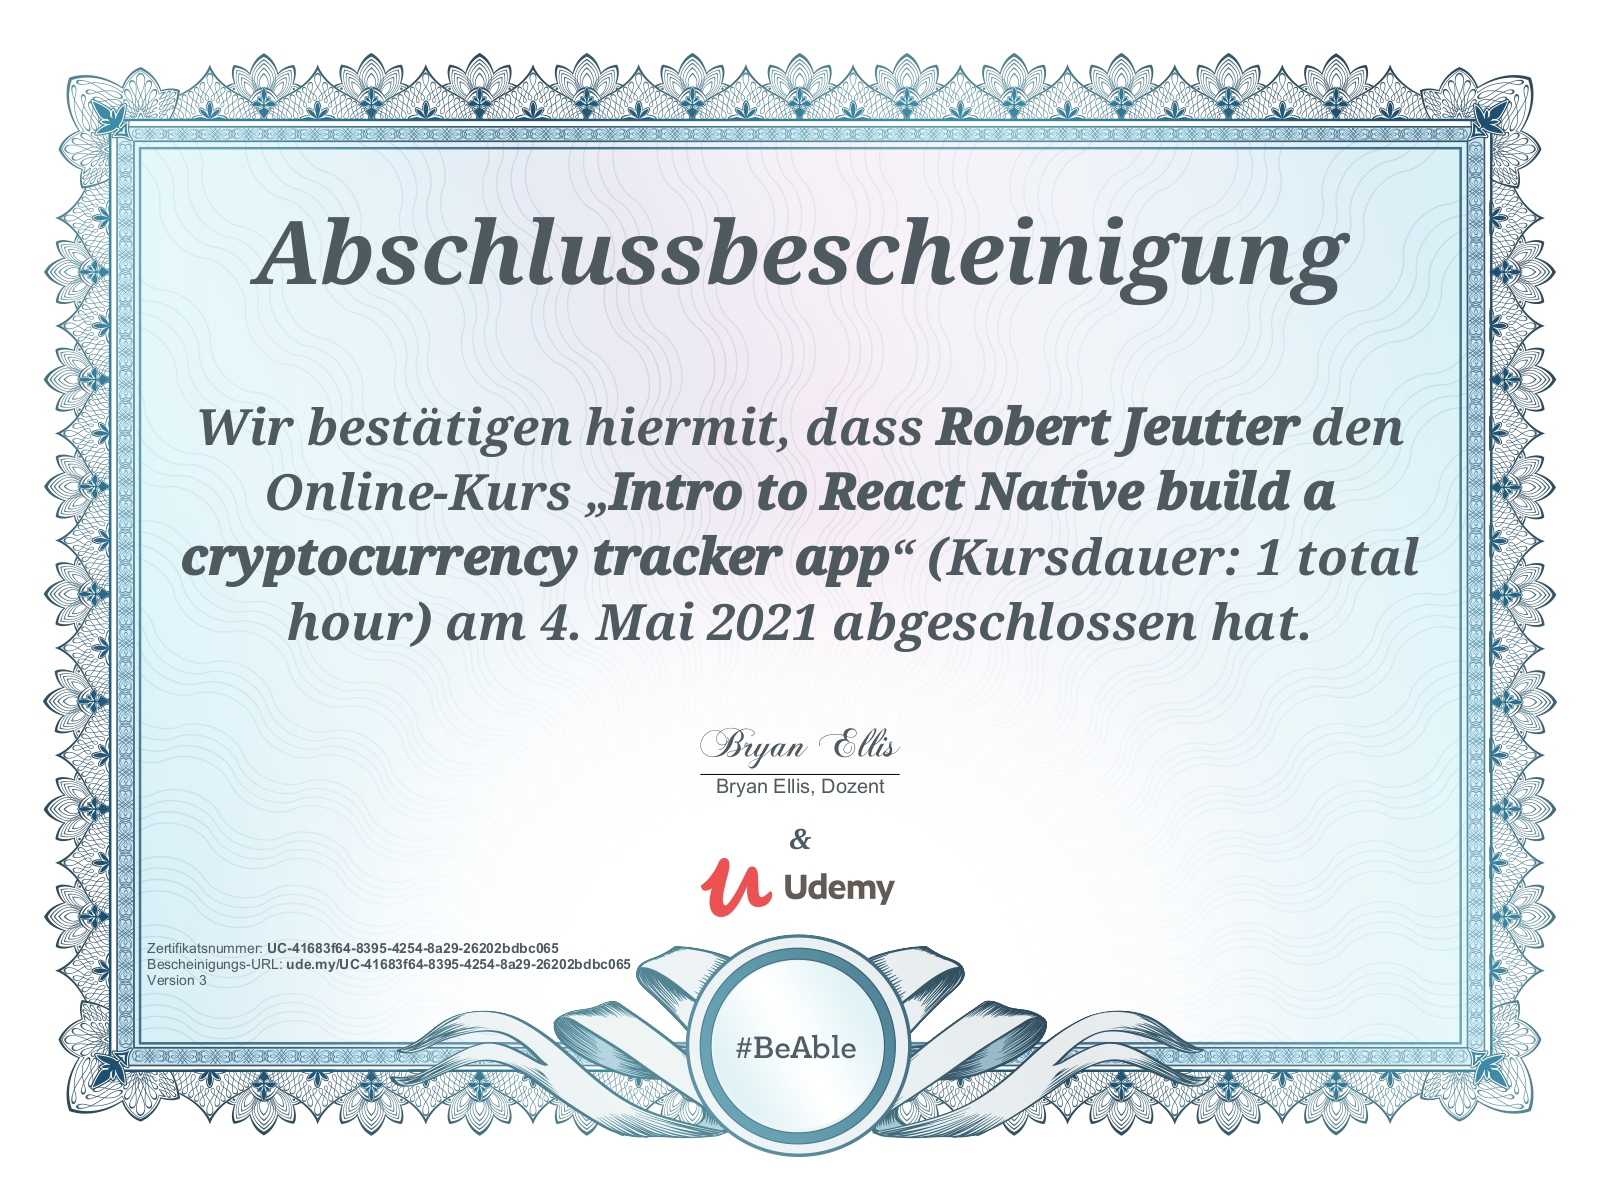 Abschlussbescheinigung
Wir bestätigen hiermit, dass Robert Jeutter den
Online-Kurs „Intro to React Native build a
cryptocurrency tracker app“ (Kursdauer: 1 total
hour) am 4. Mai 2021 abgeschlossen hat.
Bryan Ellis
Bryan Ellis, Dozent
&
Udemy
Zertifikatsnummer: UC-41683f64-8395-4254-8a29-26202bdbc065
Bescheinigungs-URL: ude.my/UC-41683f64-8395-4254-8a29-26202bdbc065
Version 3
#BeAble